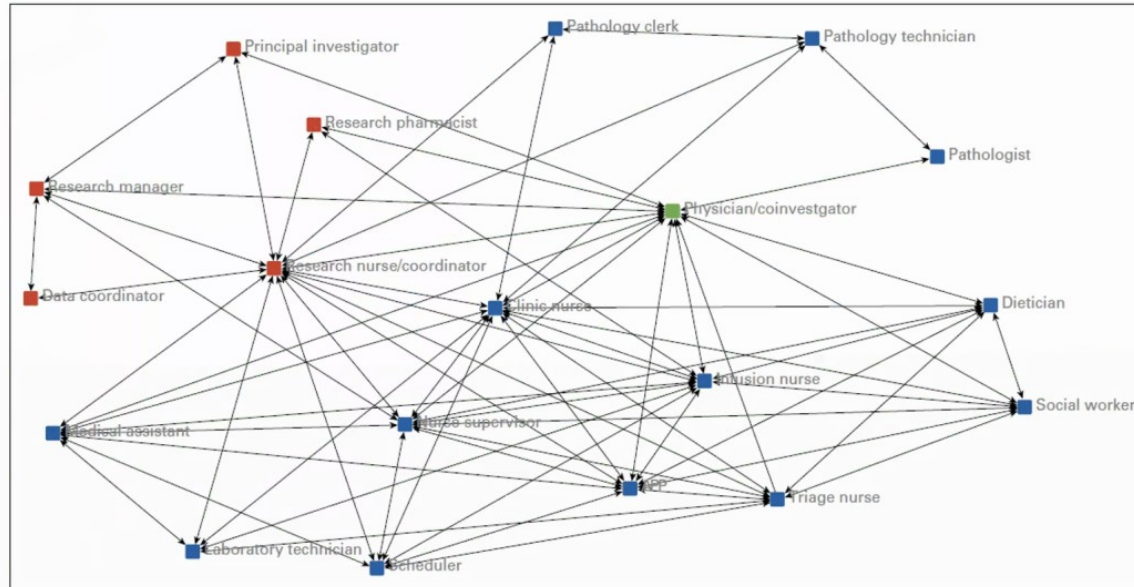 Pathology clerk
Pathology technician
Principal investigator
Research pharmacist
Pathologist
Research manager
Physician/coinvestgator
Research nurse/coordinator
Data coordinator
Clinic nurse
Dietician
Infusion nurse
Social worker
Nurse supervisor
Medical assistant
APP
Triage nurse
Laboratory technician
Scheduler